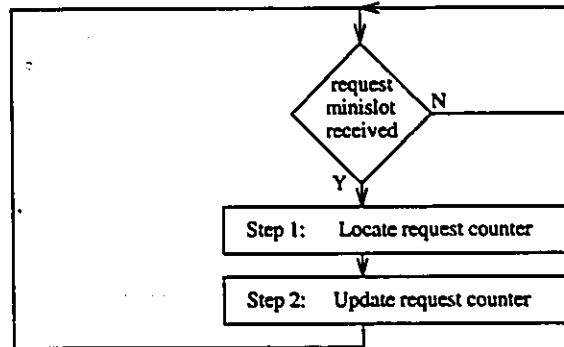 request
minislot
received
N
Y
Step 1: Locate request counter
Step 2: Update request counter